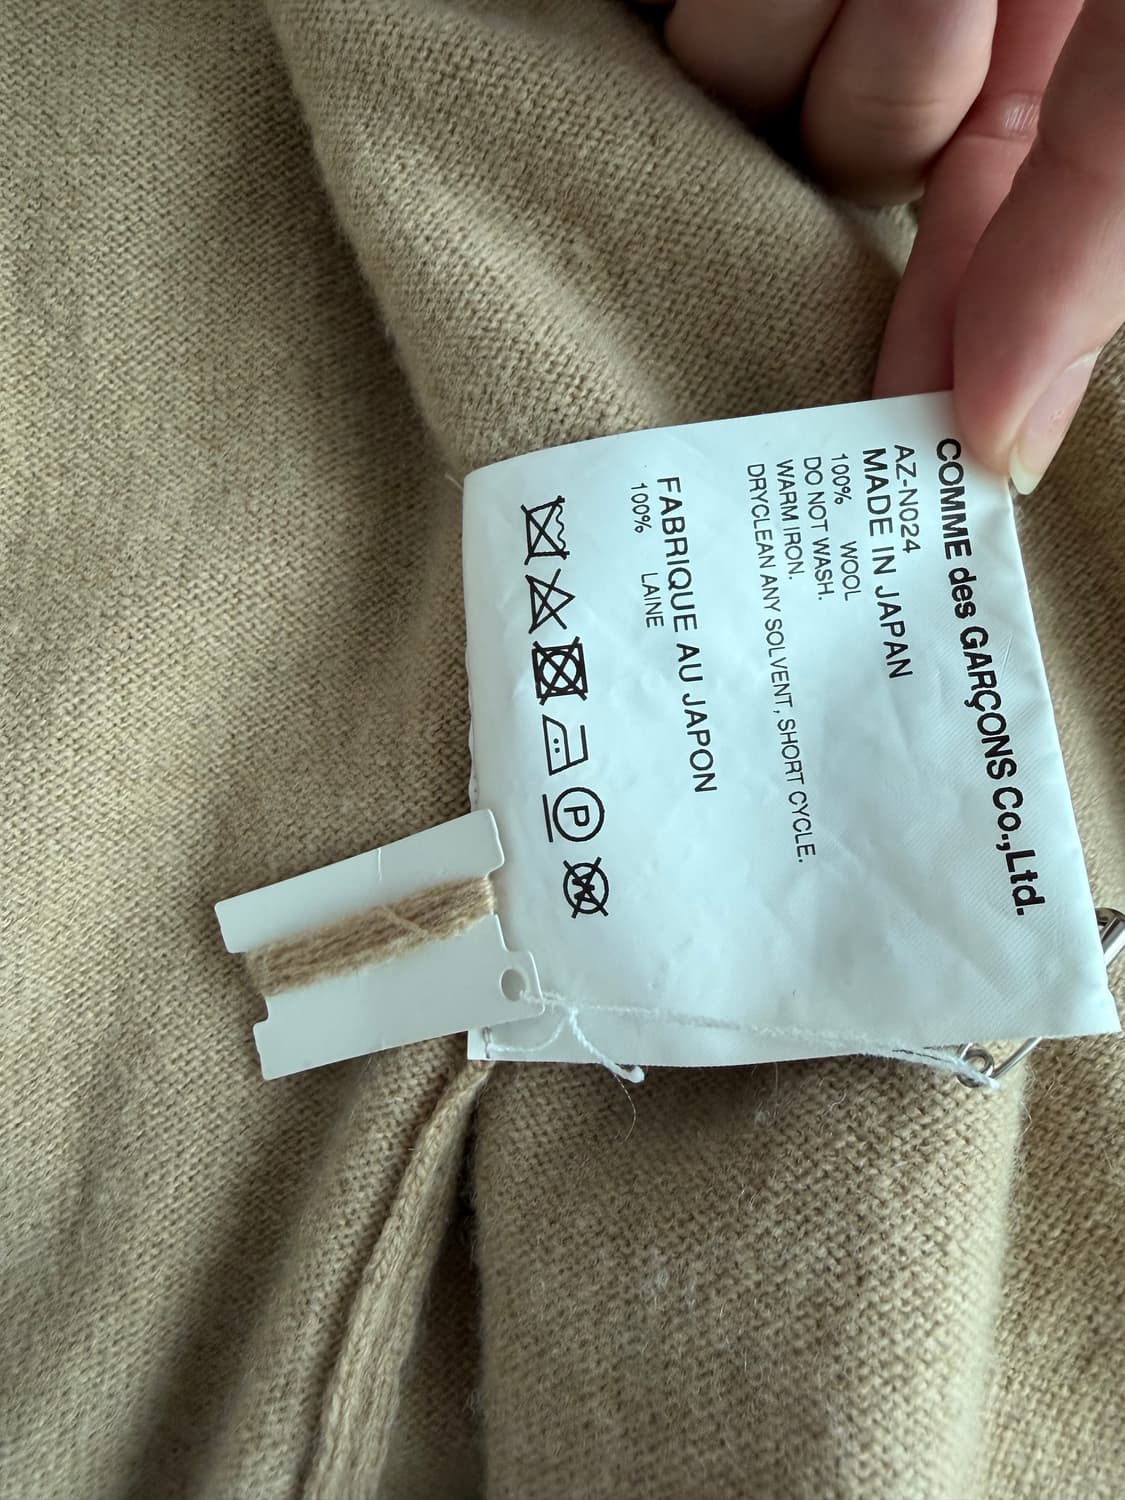 COMME des GARÇONS Co.,Ltd.
AZ-N024
MADE IN JAPAN
100% WOOL
DO NOT WASH.
WARM IRON.
DRYCLEAN ANY SOLVENT, SHORT CYCLE.
FABRIQUE AU JAPON
100% LAINE
P
W